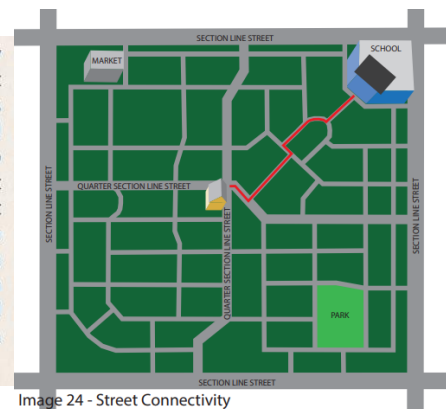 SECTION LINE STREET
SCHOOL
MARKET
SECTION LINE STREET
QUARTER SECTION LINE STREET
QUARTER SECTION LINE STREET
SECTION LINE STREET
PARK
SECTION LINE STREET
Image 24 - Street Connectivity